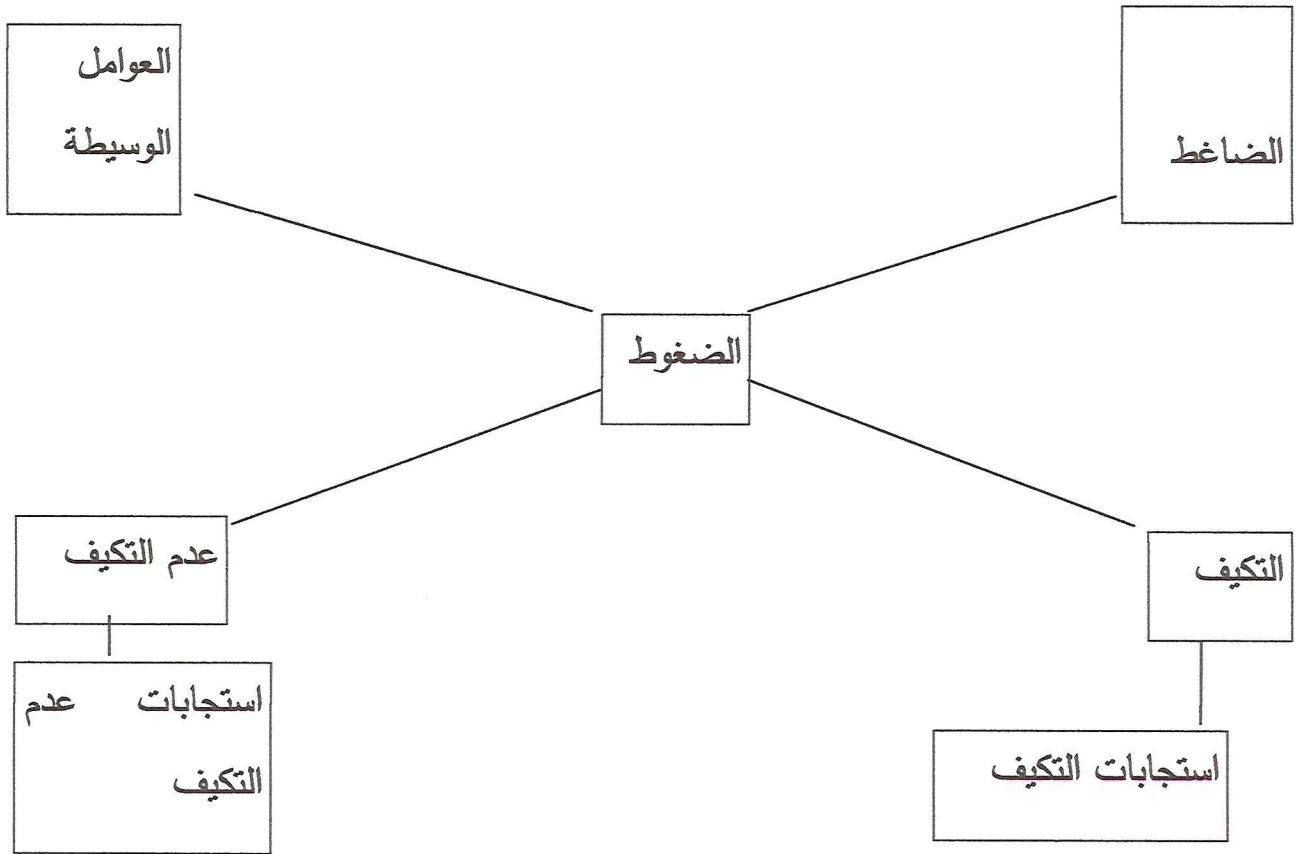 الضاغط
العوامل
الوسيطة
الضغوط
التكيف
عدم التكيف
استجابات التكيف
استجابات عدم
التكيف